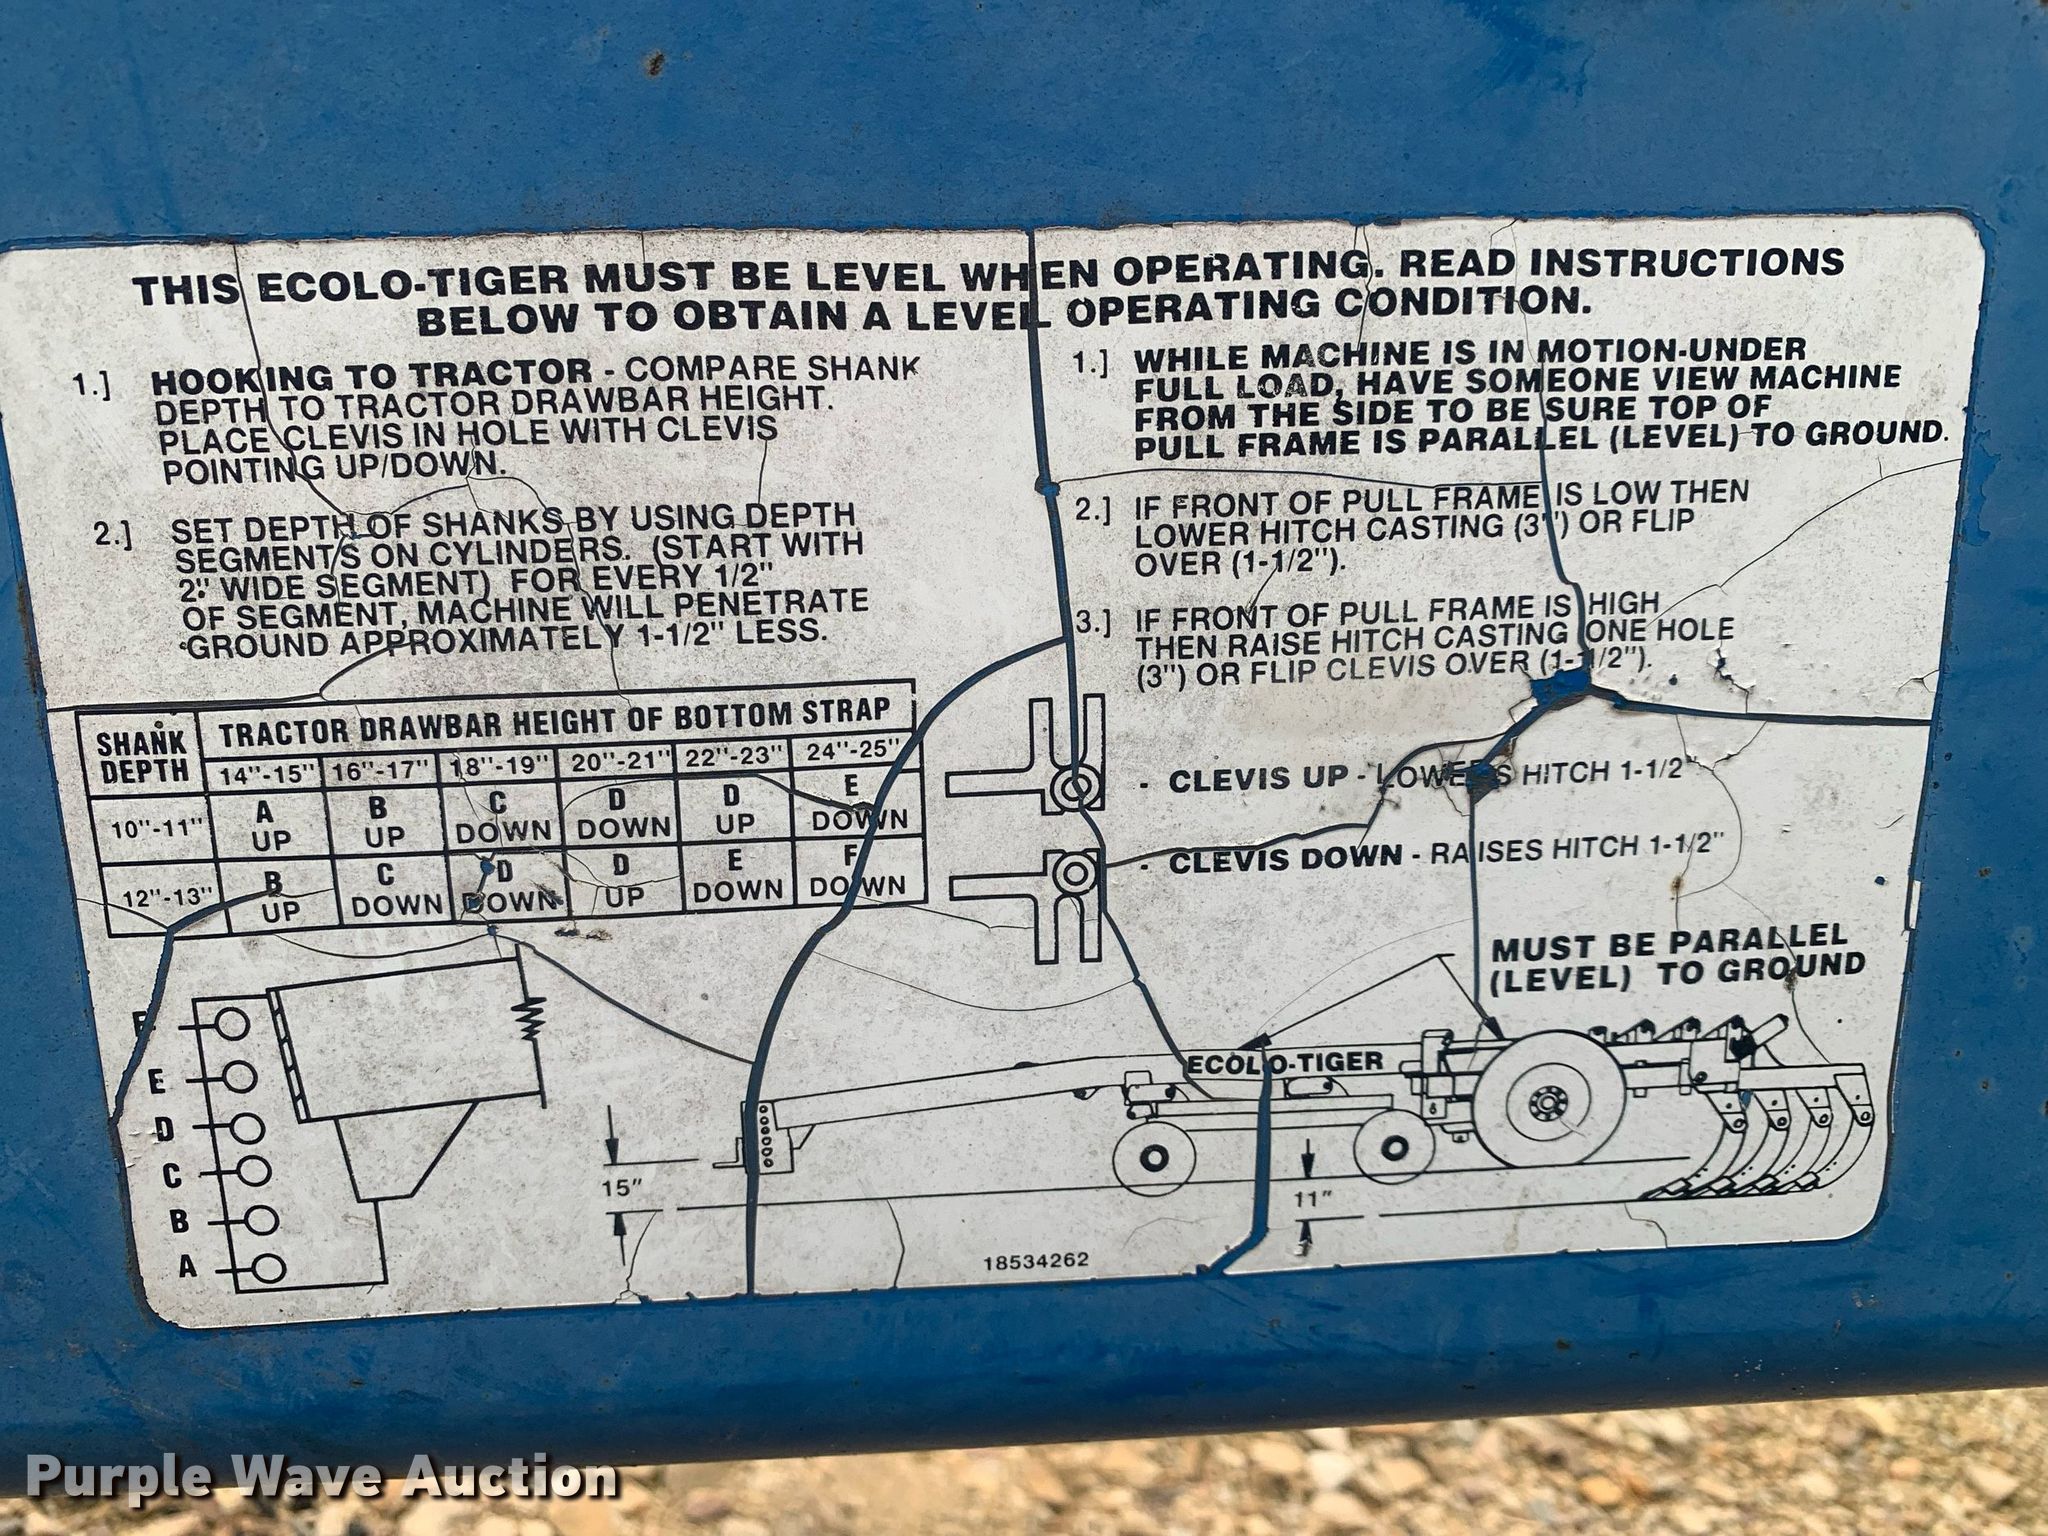 THIS ECOLO-TIGER MUST BE LEVEL WHEN OPERATING. READ INSTRUCTIONS
BELOW TO OBTAIN A LEVEL OPERATING CONDITION.
1.] HOOKING TO TRACTOR - COMPARE SHANK
DEPTH TO TRACTOR DRAWBAR HEIGHT.
PLACE CLEVIS IN HOLE WITH CLEVIS
POINTING UP/DOWN.
2.] SET DEPTH OF SHANKS BY USING DEPTH
SEGMENTS ON CYLINDERS. (START WITH
2" WIDE SEGMENT) FOR EVERY 1/2"
OF SEGMENT, MACHINE WILL PENETRATE
GROUND APPROXIMATELY 1-1/2" LESS.
1.] WHILE MACHINE IS IN MOTION-UNDER
FULL LOAD, HAVE SOMEONE VIEW MACHINE
FROM THE SIDE TO BE SURE TOP OF
PULL FRAME IS PARALLEL (LEVEL) TO GROUND.
2.] IF FRONT OF PULL FRAME IS LOW THEN
LOWER HITCH CASTING (3") OR FLIP
OVER (1-1/2").
3.] IF FRONT OF PULL FRAME IS HIGH
THEN RAISE HITCH CASTING ONE HOLE
(3") OR FLIP CLEVIS OVER (1-1/2").
SHANK DEPTH TRACTOR DRAWBAR HEIGHT OF BOTTOM STRAP
14"-15" 16"-17" 18"-19" 20"-21" 22"-23" 24"-25"
10"-11" A UP B UP C DOWN D DOWN D UP E DOWN
12"-13" B UP C DOWN D DOWN D UP E DOWN F DOWN
- CLEVIS UP - LOWERS HITCH 1-1/2"
- CLEVIS DOWN - RAISES HITCH 1-1/2"
MUST BE PARALLEL
(LEVEL) TO GROUND
F
E
D
C
B
A
ECOLO-TIGER
15"
11"
18534262
Purple Wave Auction